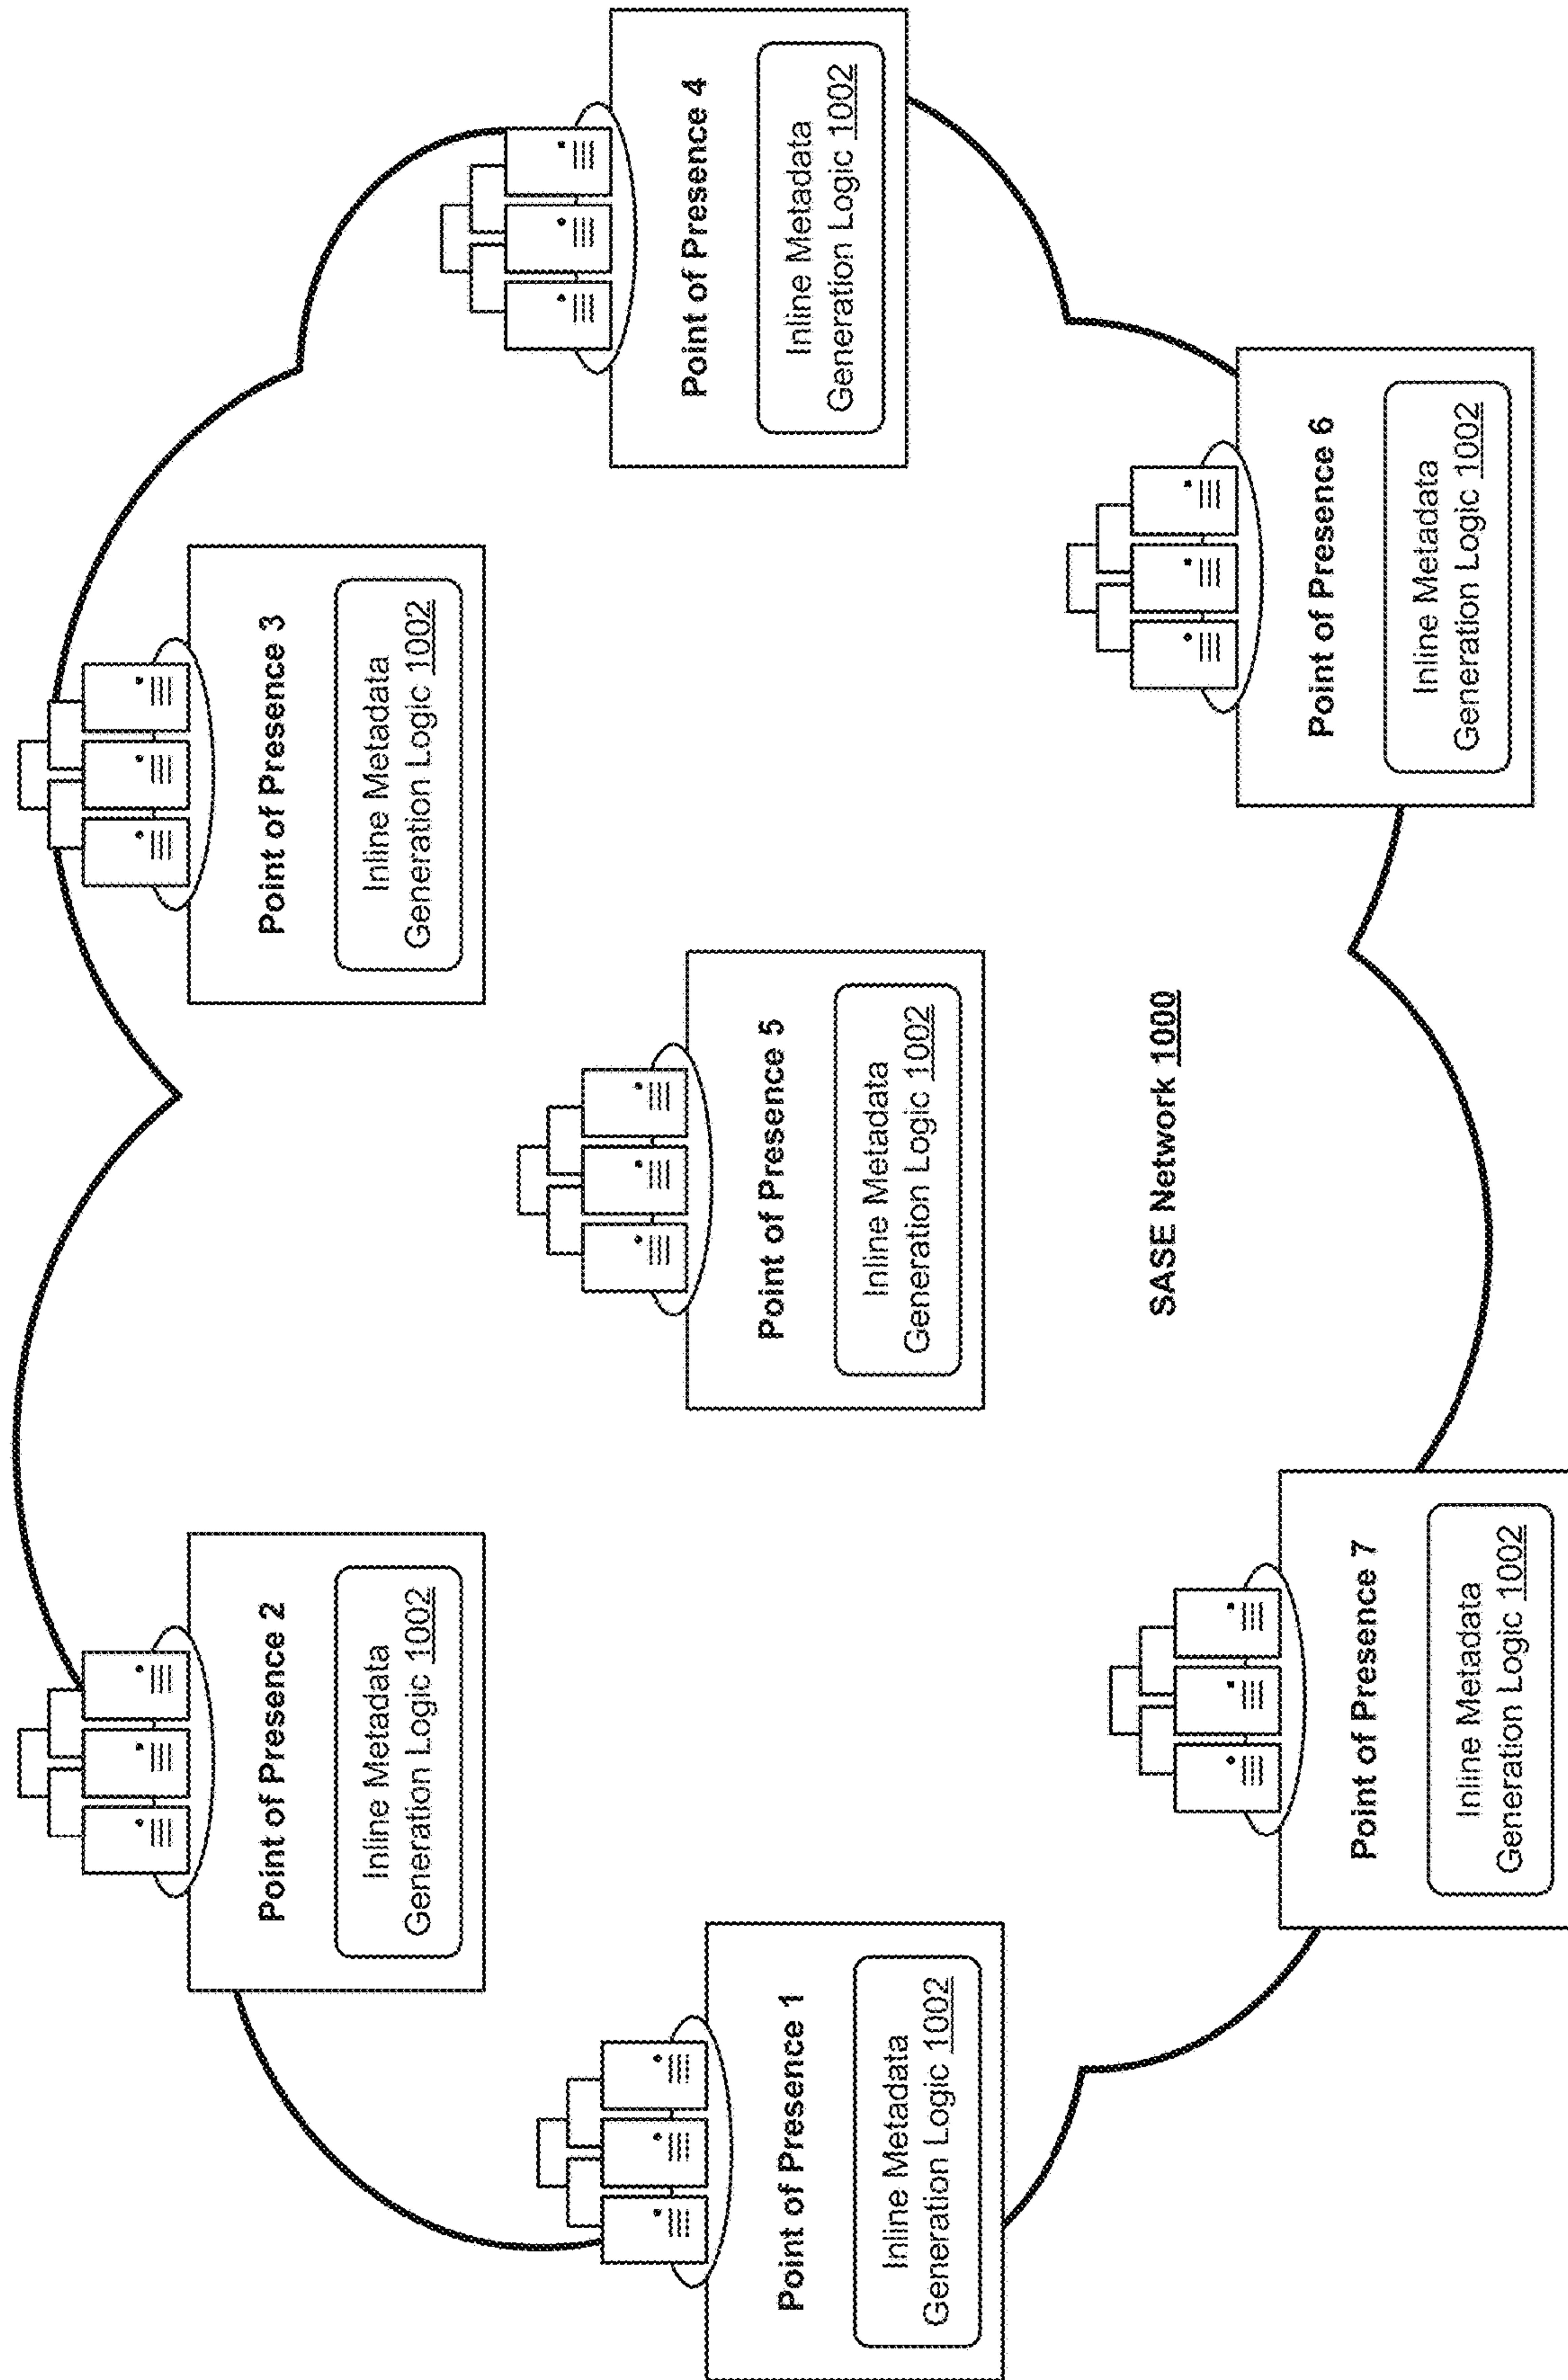 Point of Presence 2
Inline Metadata
Generation Logic 1002
Point of Presence 3
Inline Metadata
Generation Logic 1002
Point of Presence 4
Inline Metadata
Generation Logic 1002
Point of Presence 1
Inline Metadata
Generation Logic 1002
Point of Presence 5
Inline Metadata
Generation Logic 1002
SASE Network 1000
Point of Presence 6
Inline Metadata
Generation Logic 1002
Point of Presence 7
Inline Metadata
Generation Logic 1002